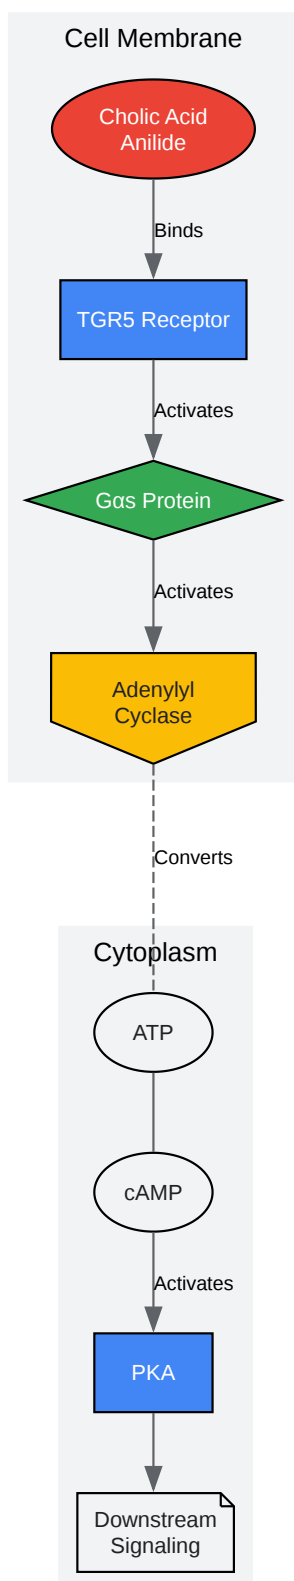 Cell Membrane
Cholic Acid
Anilide
Binds
TGR5 Receptor
Activates
Gαs Protein
Activates
Adenylyl
Cyclase
Converts
Cytoplasm
ATP
cAMP
Activates
PKA
Downstream
Signaling